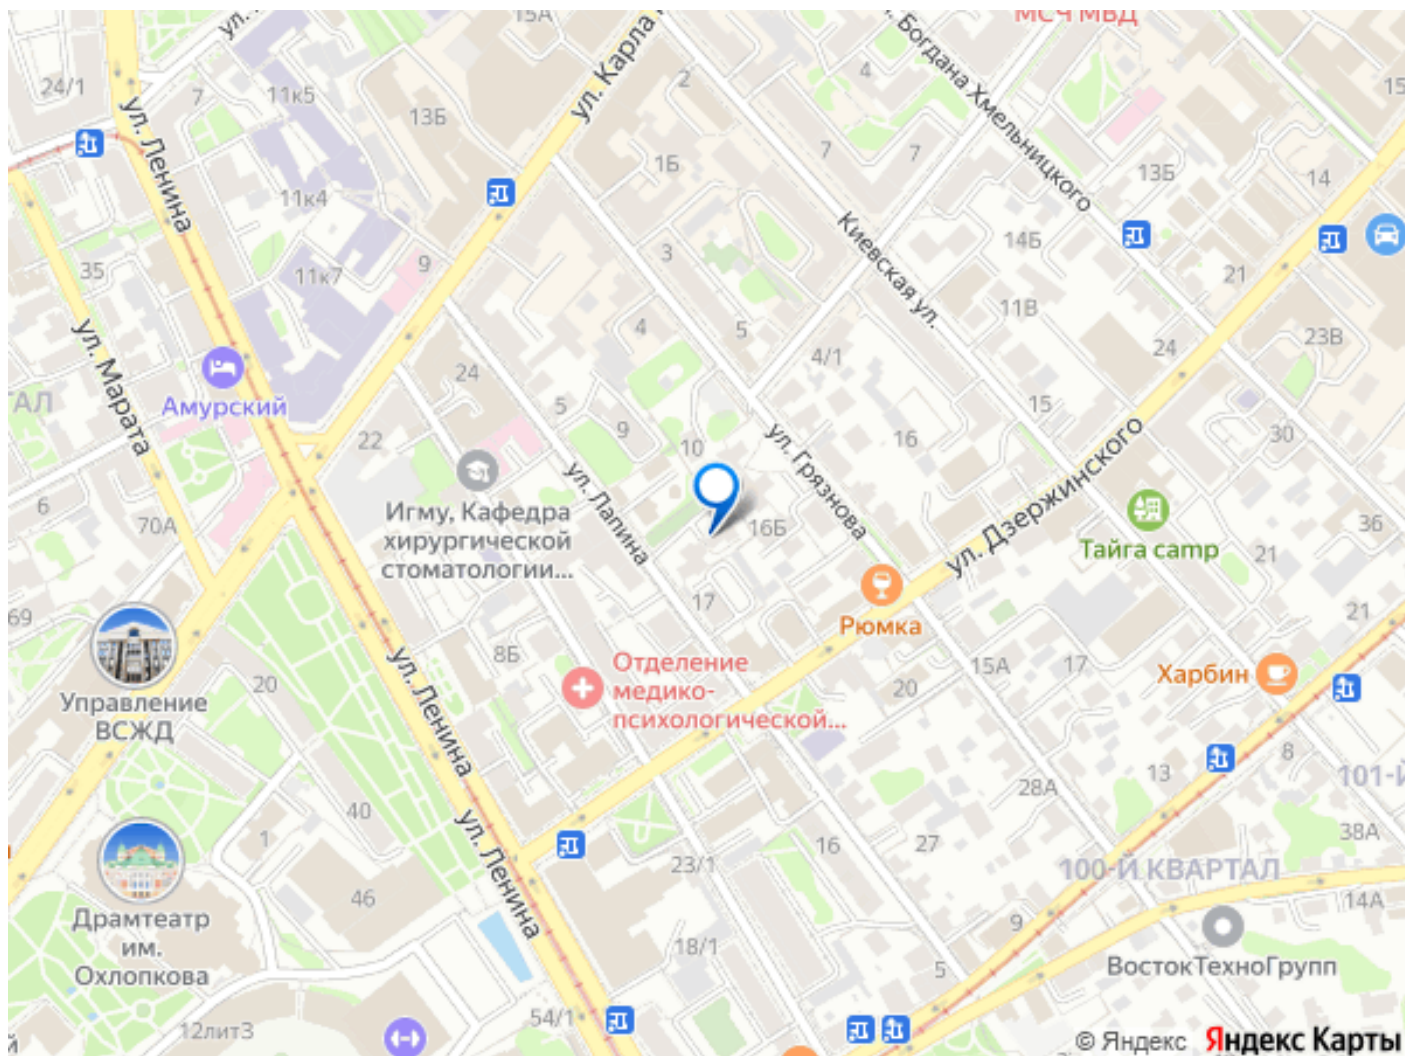 15А
МСЧ МВД
24/1
7
11к5
13Б
ул. Карла
2
4
ул. Богдана Хмельницкого
15
ул. Ленина
1Б
7
7
13Б
14
11к4
35
11к7
9
3
Киевская ул.
14Б
21
11В
ул. Марата
4
5
4/1
24
23В
Амурский
24
5
9
10
15
30
22
16
ул. Грязнова
ул. Дзержинского
6
70А
Игму, Кафедра
хирургической
стоматологии...
ул. Лапина
16Б
Тайга camp
36
21
69
17
Рюмка
21
Управление
ВСЖД
20
8Б
Отделение
медико-
психологической...
15А
17
20
Харбин
ул. Ленина
8
13
101-Й
28А
40
1
ул. Ленина
23/1
16
27
38А
100-Й КВАРТАЛ
46
14А
Драмтеатр
им.
Охлопкова
9
18/1
5
ВостокТехноГрупп
12лит3
54/1
© Яндекс Яндекс Карты